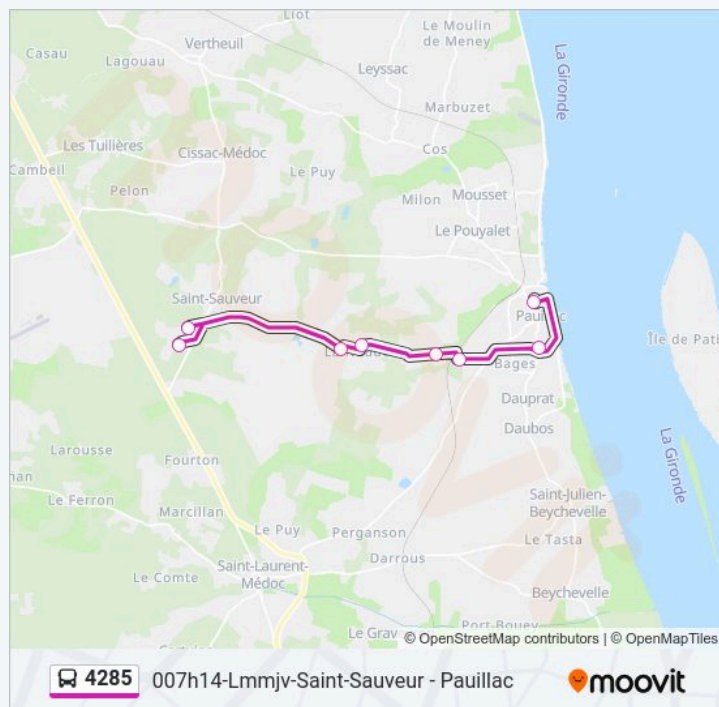 Liot
Le Moulin
de Meney
Casau
Vertheuil
Lagouau
Leyssac
La Gironde
Marbuzet
Les Tuilières
Cissac-Médoc
Cos
Cambeil
Le Puy
Pelon
Mousset
Milon
Le Pouyalet
Saint-Sauveur
Île de Pati
Bages
Dauprat
Daubos
Larousse
Fourton
La Gironde
Le Ferron
Marcillan
Saint-Julien-
Beychevelle
Le Puy
Perganson
Le Tasta
Saint-Laurent-
Médoc
Darrous
Le Comte
Beychevelle
Le Grav
Port-Bouey
© OpenStreetMap contributors | © OpenMapTiles
4285 007h14-Lmmjv-Saint-Sauveur - Pauillac
moovit